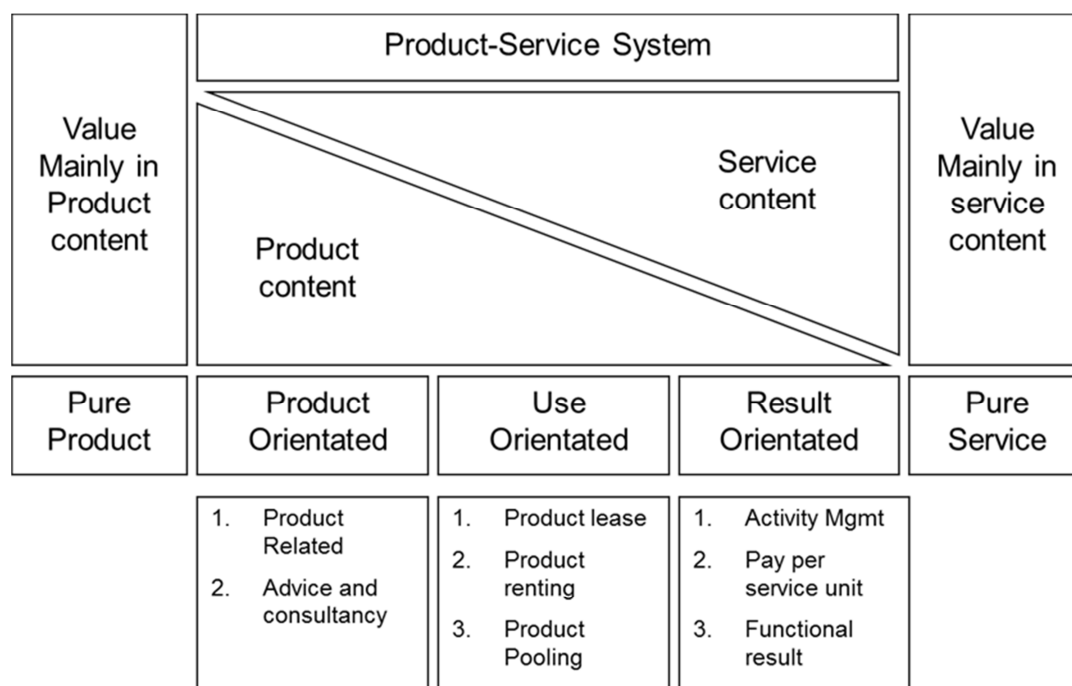 Product-Service System
Value
Mainly in
Product
content
Product
content
Service
content
Value
Mainly in
service
content
Pure
Product
Product
Orientated
Use
Orientated
Result
Orientated
Pure
Service
1. Product
Related
2. Advice and
consultancy
1. Product lease
2. Product
renting
3. Product
Pooling
1. Activity Mgmt
2. Pay per
service unit
3. Functional
result